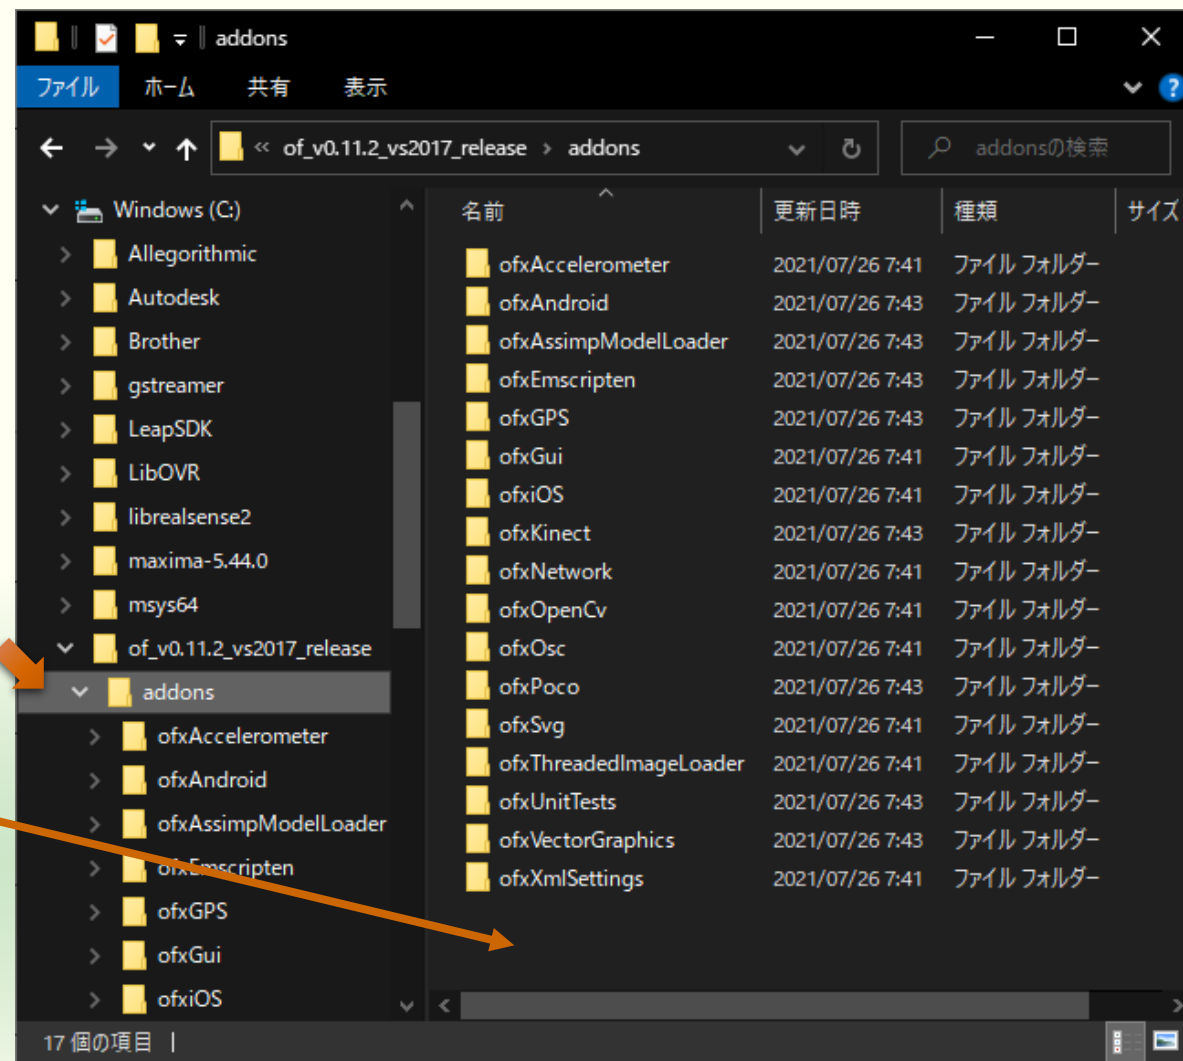 addons
ファイル ホーム 共有 表示
« of_v0.11.2_vs2017_release › addons
addonsの検索
Windows (C:)
Allegorithmic
Autodesk
Brother
gstreamer
LeapSDK
LibOVR
librealsense2
maxima-5.44.0
msys64
of_v0.11.2_vs2017_release
addons
ofxAccelerometer
ofxAndroid
ofxAssimpModelLoader
ofxEmscripten
ofxGPS
ofxGui
ofxiOS
名前 更新日時 種類 サイズ
ofxAccelerometer 2021/07/26 7:41 ファイル フォルダー
ofxAndroid 2021/07/26 7:43 ファイル フォルダー
ofxAssimpModelLoader 2021/07/26 7:43 ファイル フォルダー
ofxEmscripten 2021/07/26 7:43 ファイル フォルダー
ofxGPS 2021/07/26 7:43 ファイル フォルダー
ofxGui 2021/07/26 7:41 ファイル フォルダー
ofxiOS 2021/07/26 7:41 ファイル フォルダー
ofxKinect 2021/07/26 7:43 ファイル フォルダー
ofxNetwork 2021/07/26 7:41 ファイル フォルダー
ofxOpenCv 2021/07/26 7:41 ファイル フォルダー
ofxOsc 2021/07/26 7:41 ファイル フォルダー
ofxPoco 2021/07/26 7:43 ファイル フォルダー
ofxSvg 2021/07/26 7:41 ファイル フォルダー
ofxThreadedImageLoader 2021/07/26 7:41 ファイル フォルダー
ofxUnitTests 2021/07/26 7:43 ファイル フォルダー
ofxVectorGraphics 2021/07/26 7:43 ファイル フォルダー
ofxXmlSettings 2021/07/26 7:41 ファイル フォルダー
17 個の項目